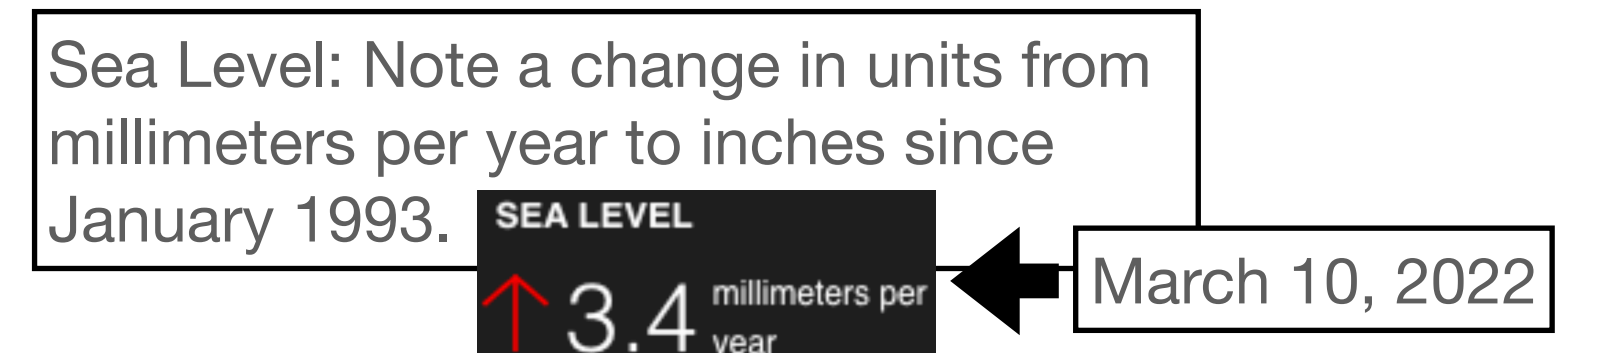 Sea Level: Note a change in units from
millimeters per year to inches since
January 1993.
SEA LEVEL
3.4 millimeters per
year
March 10, 2022